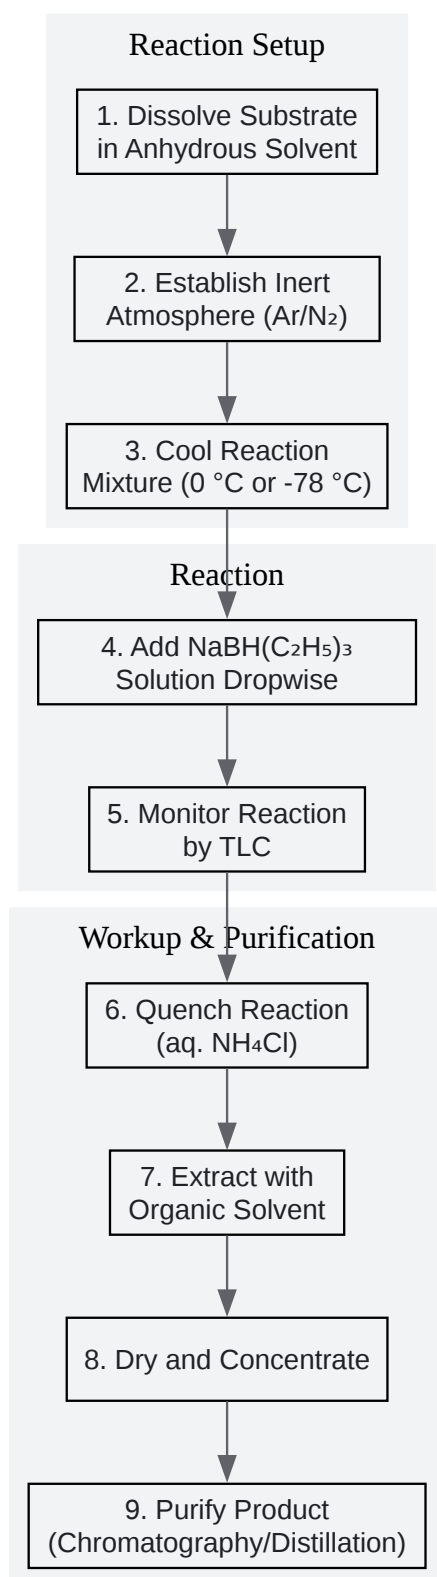 Reaction Setup
1. Dissolve Substrate
in Anhydrous Solvent
2. Establish Inert
Atmosphere (Ar/N₂)
3. Cool Reaction
Mixture (0 °C or -78 °C)
Reaction
4. Add NaBH(C₂H₅)₃
Solution Dropwise
5. Monitor Reaction
by TLC
Workup & Purification
6. Quench Reaction
(aq. NH₄Cl)
7. Extract with
Organic Solvent
8. Dry and Concentrate
9. Purify Product
(Chromatography/Distillation)